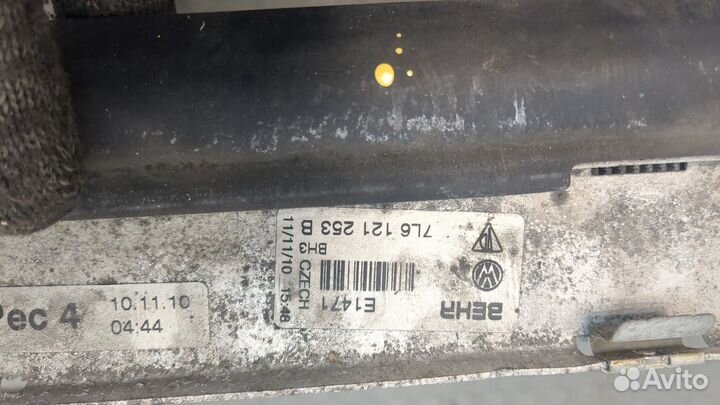 Pec 4
10.11.10
04:44
BEHR
E1471
7L6 121 253 B
BH3 CZECH
11/11/10 15:48
Avito